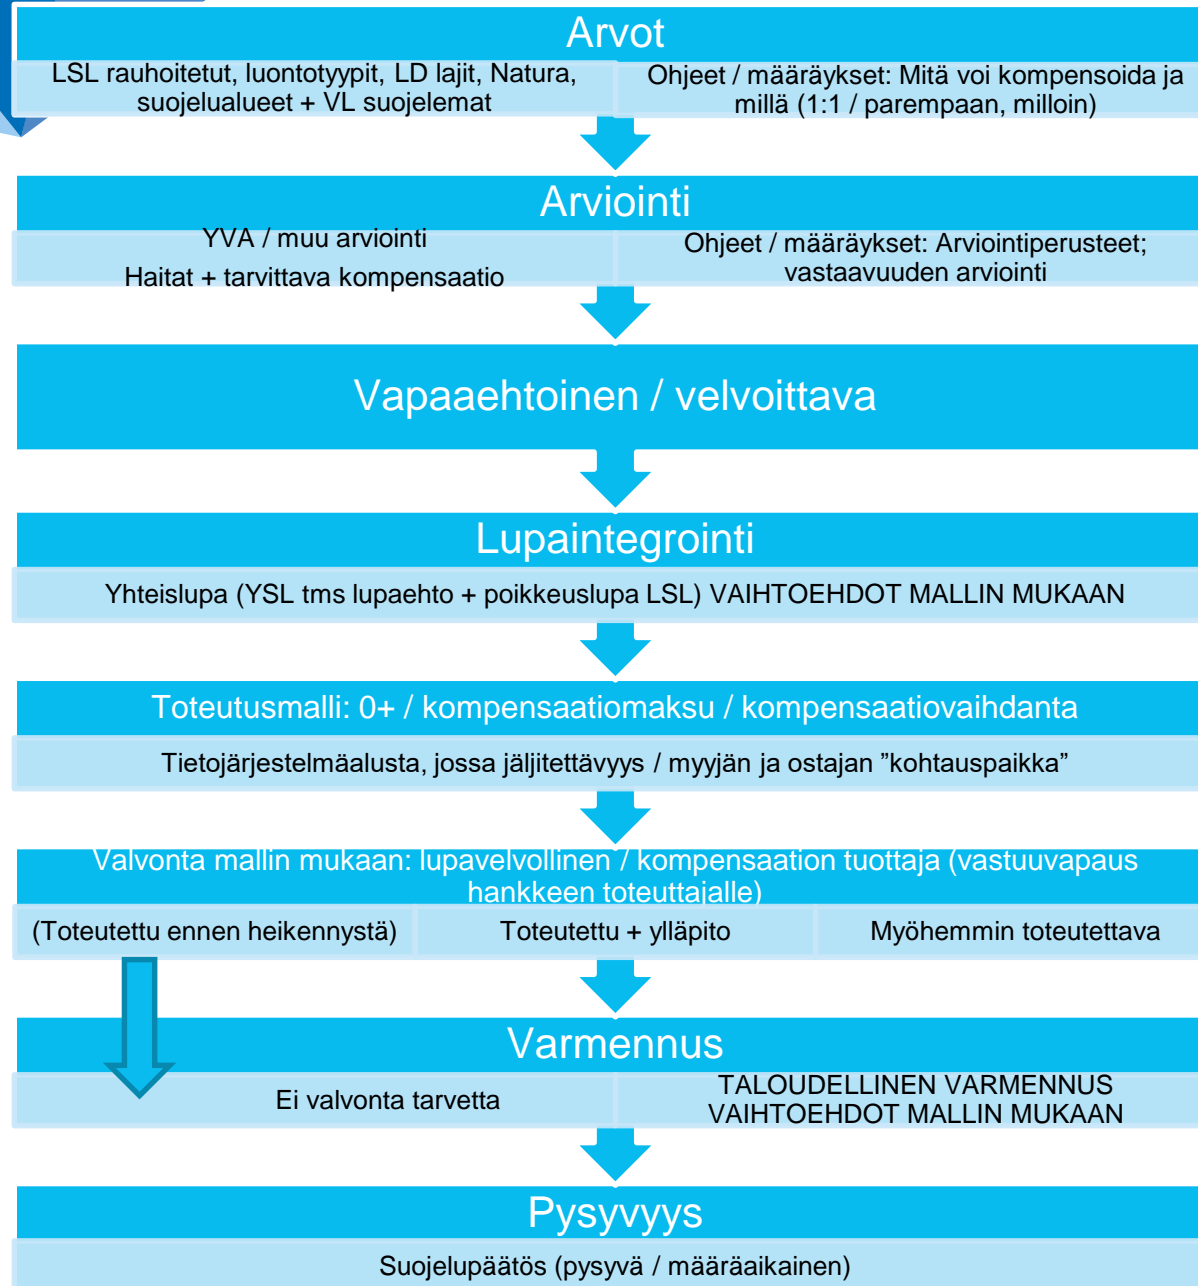 Arvot
LSL rauhoitetut, luontotyypit, LD lajit, Natura,
suojelualueet + VL suojelemat
Ohjeet / määräykset: Mitä voi kompensoida ja
millä (1:1 / parempaan, milloin)
Arviointi
YVA / muu arviointi
Haitat + tarvittava kompensaatio
Ohjeet / määräykset: Arviointiperusteet;
vastaavuuden arviointi
Vapaaehtoinen / velvoittava
Lupaintegrointi
Yhteislupa (YSL tms lupaehto + poikkeuslupa LSL) VAIHTOEHDOT MALLIN MUKAAN
Toteutusmalli: 0+ / kompensaatiomaksu / kompensaatiovaihdanta
Tietojärjestelmäalusta, jossa jäljitettävyys / myyjän ja ostajan ”kohtauspaikka”
Valvonta mallin mukaan: lupavelvollinen / kompensaation tuottaja (vastuuvapaus
hankkeen toteuttajalle)
(Toteutettu ennen heikennystä)
Toteutettu + ylläpito
Myöhemmin toteutettava
Varmennus
Ei valvonta tarvetta
TALOUDELLINEN VARMENNUS
VAIHTOEHDOT MALLIN MUKAAN
Pysyvyys
Suojelupäätös (pysyvä / määräaikainen)